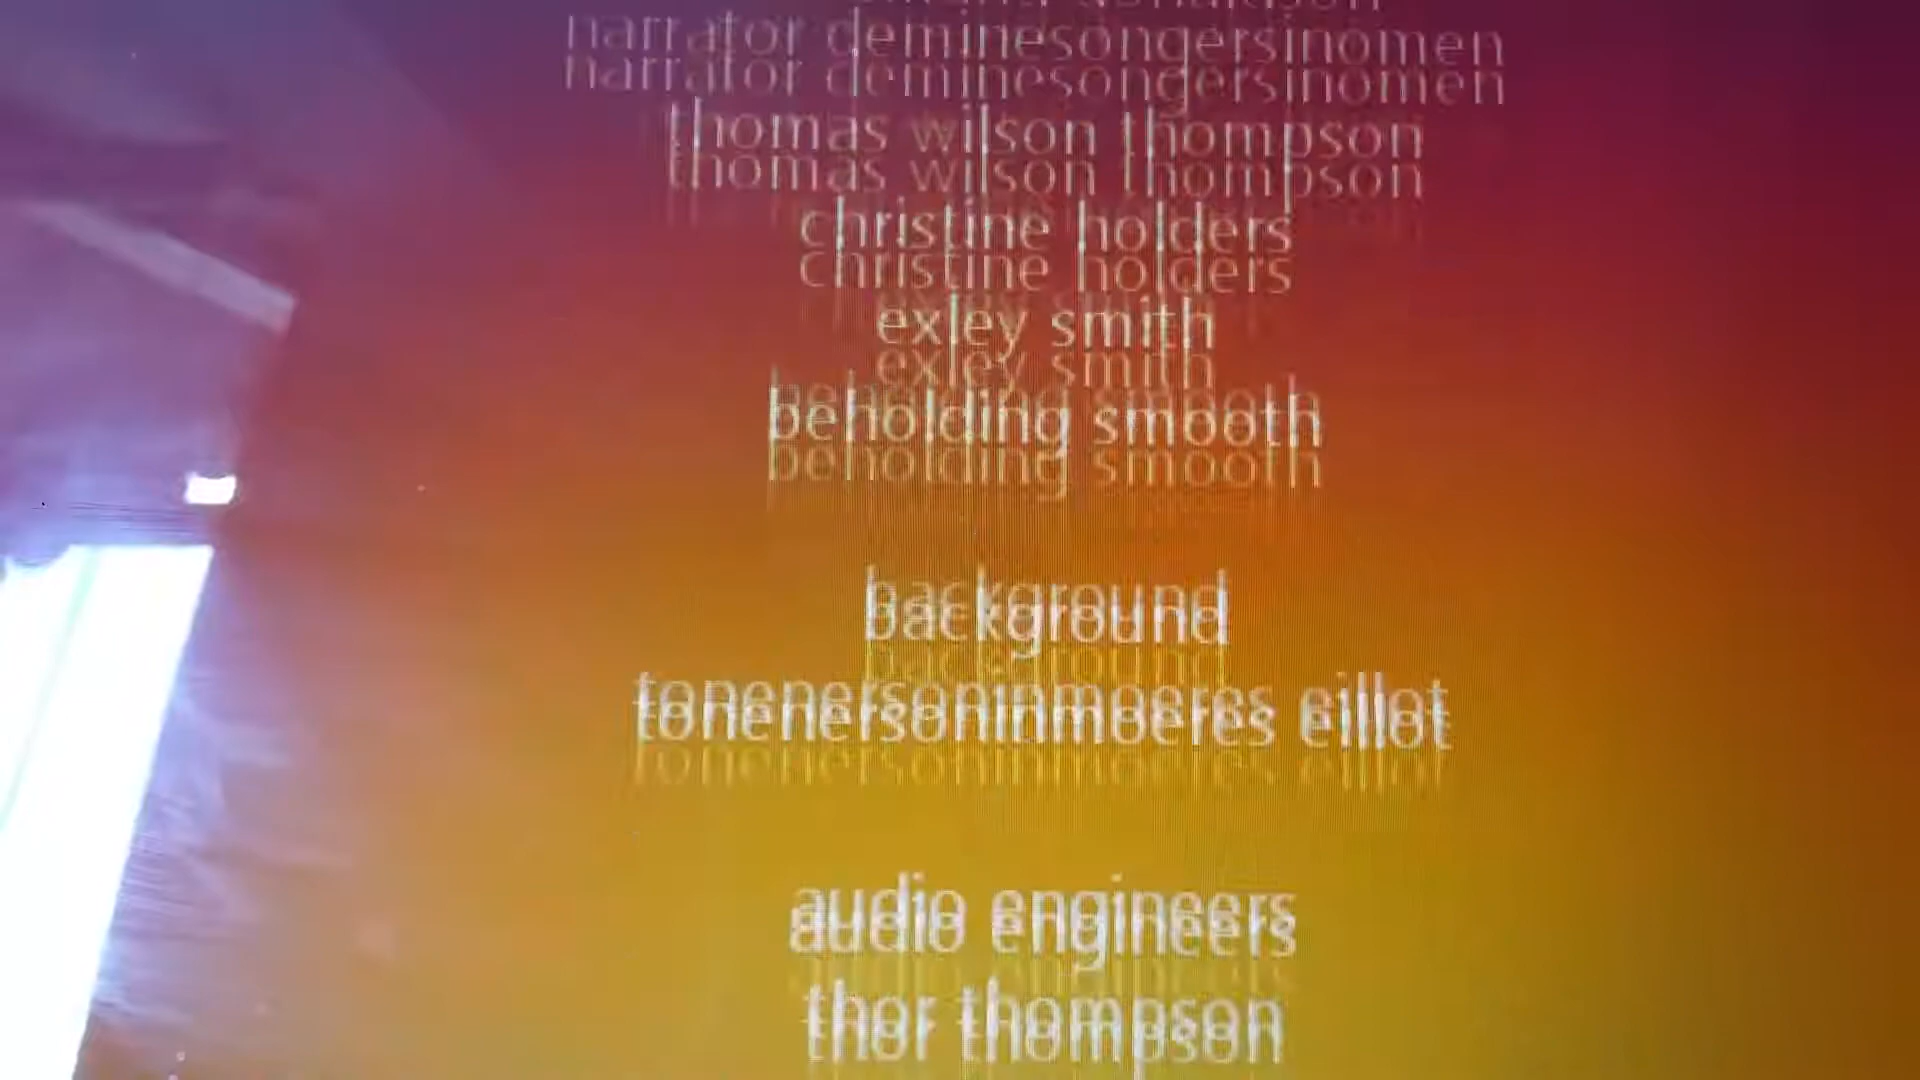 narrator deminesongersinomen
thomas wilson thompson
christine holders
exley smith
beholding smooth
background
tonenersoninmoeres eillot
audio engineers
thor thompson